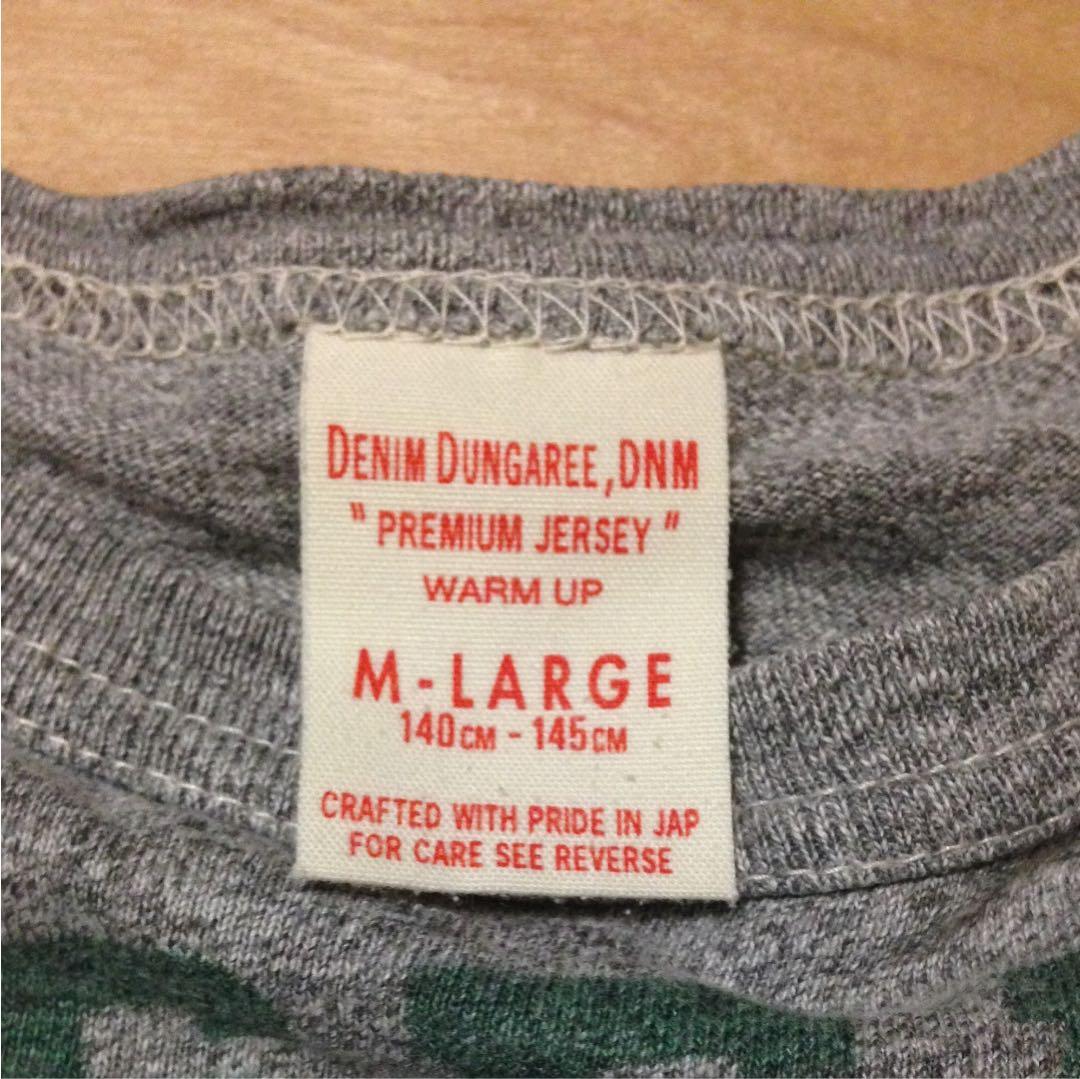 DENIM DUNGAREE, DNM
" PREMIUM JERSEY "
WARM UP
M - LARGE
140CM - 145CM
CRAFTED WITH PRIDE IN JAP
FOR CARE SEE REVERSE